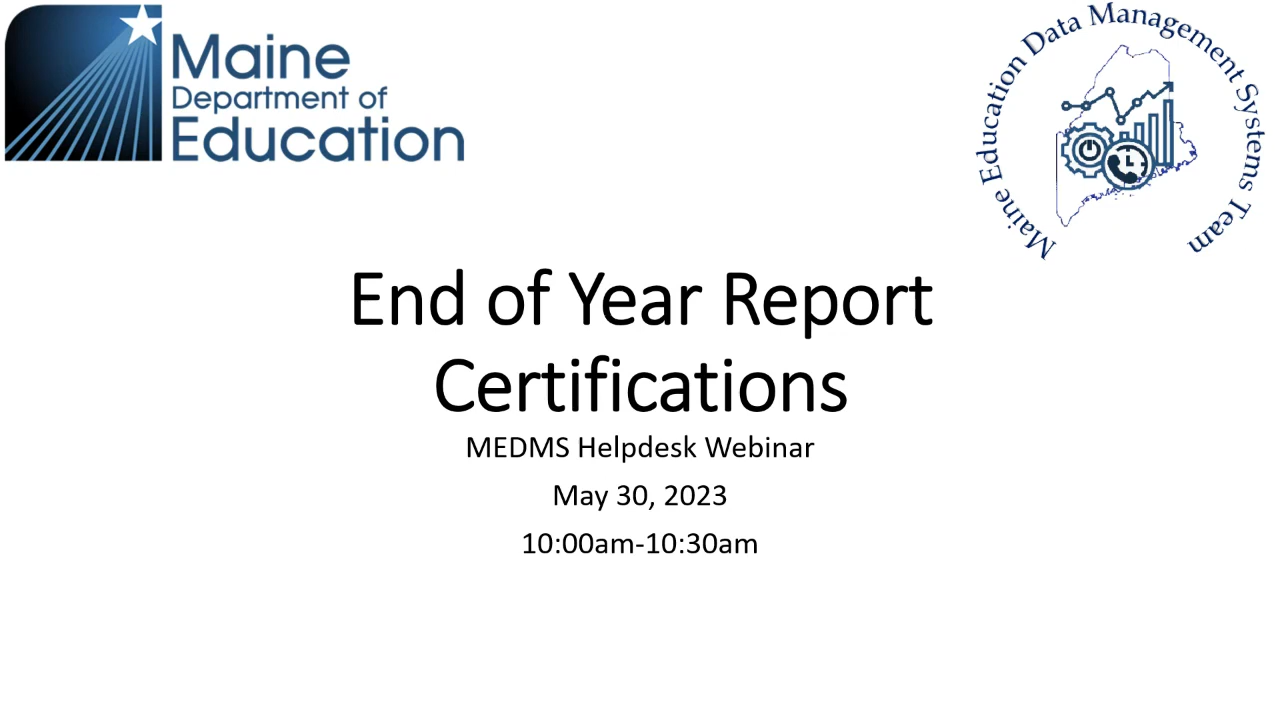 Maine
Department of
Education
Maine Education Data Management Systems Team
End of Year Report
Certifications
MEDMS Helpdesk Webinar
May 30, 2023
10:00am-10:30am